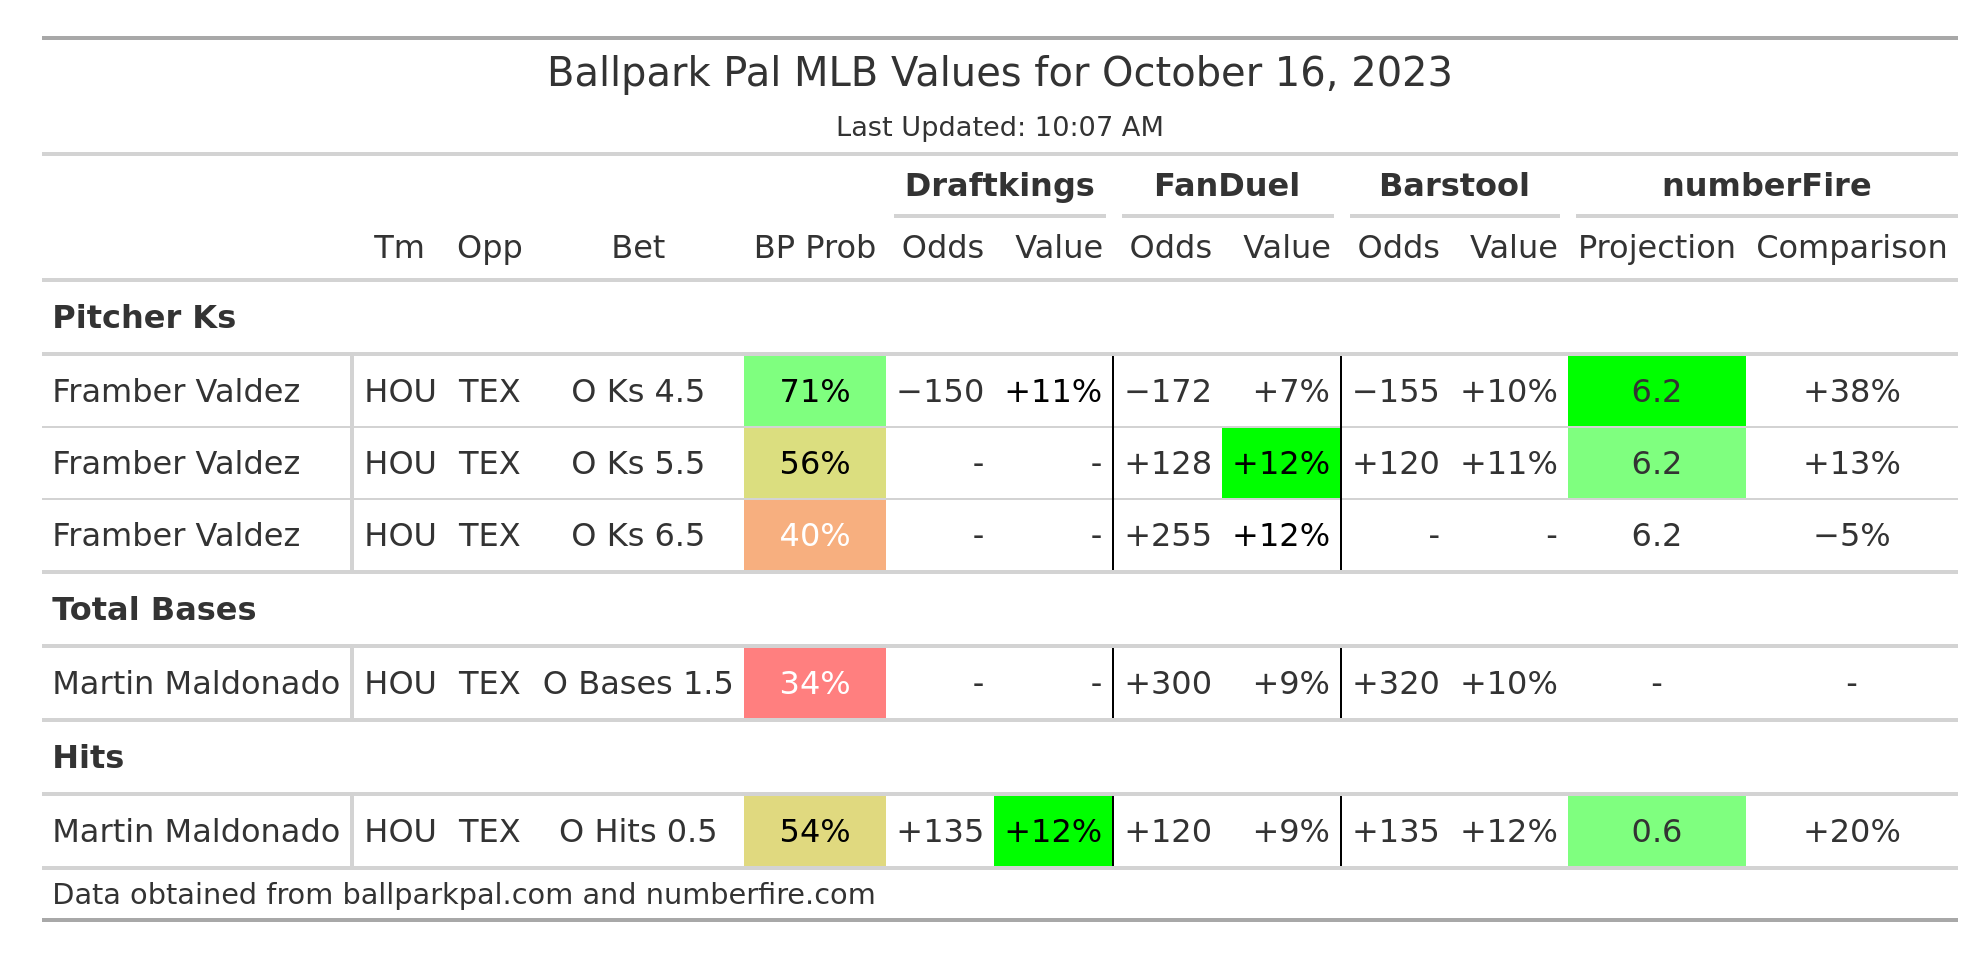 Ballpark Pal MLB Values for October 16, 2023
Last Updated: 10:07 AM
Draftkings FanDuel Barstool numberFire
Tm Opp Bet BP Prob Odds Value Odds Value Odds Value Projection Comparison
Pitcher Ks
Framber Valdez HOU TEX O Ks 4.5 71% −150 +11% −172 +7% −155 +10% 6.2 +38%
Framber Valdez HOU TEX O Ks 5.5 56% - - +128 +12% +120 +11% 6.2 +13%
Framber Valdez HOU TEX O Ks 6.5 40% - - +255 +12% - - 6.2 −5%
Total Bases
Martin Maldonado HOU TEX O Bases 1.5 34% - - +300 +9% +320 +10% - -
Hits
Martin Maldonado HOU TEX O Hits 0.5 54% +135 +12% +120 +9% +135 +12% 0.6 +20%
Data obtained from ballparkpal.com and numberfire.com